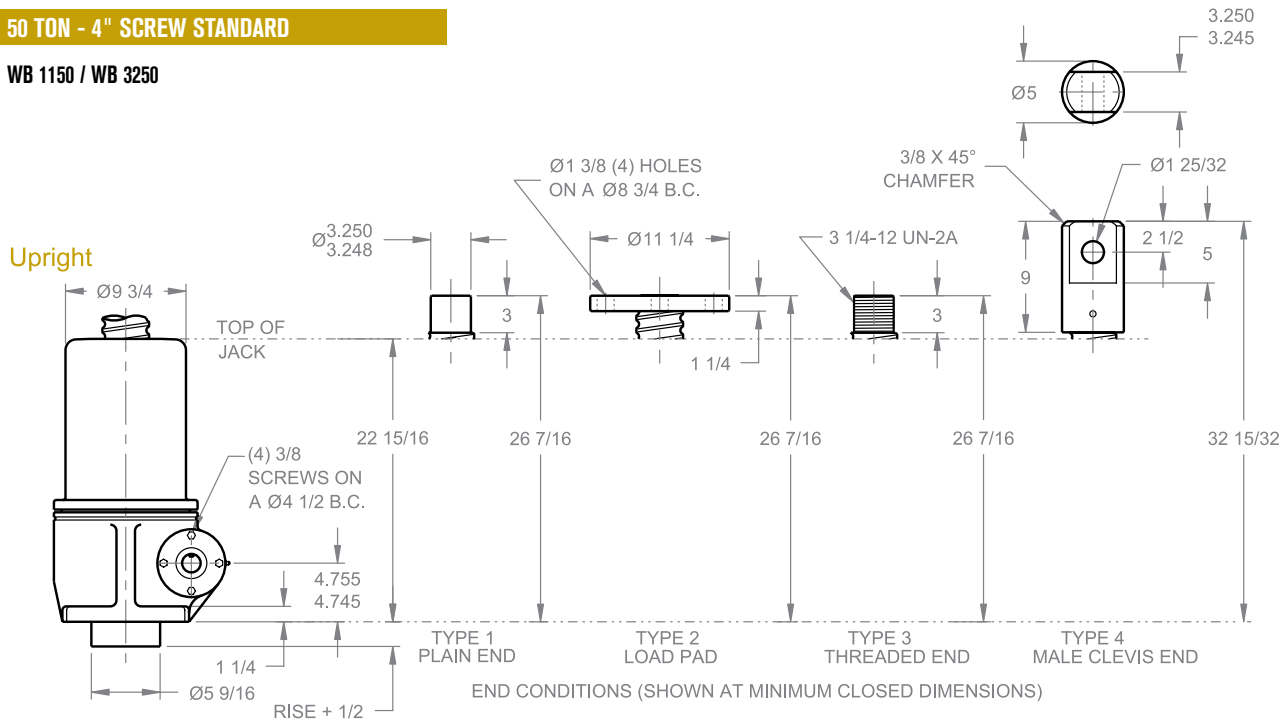 50 TON - 4" SCREW STANDARD
WB 1150 / WB 3250
3.250
3.245
Ø5
Ø1 3/8 (4) HOLES
ON A Ø8 3/4 B.C.
3/8 X 45°
CHAMFER
Ø1 25/32
Ø3.250
3.248
Ø11 1/4
3 1/4-12 UN-2A
2 1/2
5
9
Upright
Ø9 3/4
TOP OF
JACK
3
3
1 1/4
22 15/16
26 7/16
26 7/16
26 7/16
32 15/32
(4) 3/8
SCREWS ON
A Ø4 1/2 B.C.
4.755
4.745
TYPE 1
PLAIN END
TYPE 2
LOAD PAD
TYPE 3
THREADED END
TYPE 4
MALE CLEVIS END
1 1/4
Ø5 9/16
RISE + 1/2
END CONDITIONS (SHOWN AT MINIMUM CLOSED DIMENSIONS)